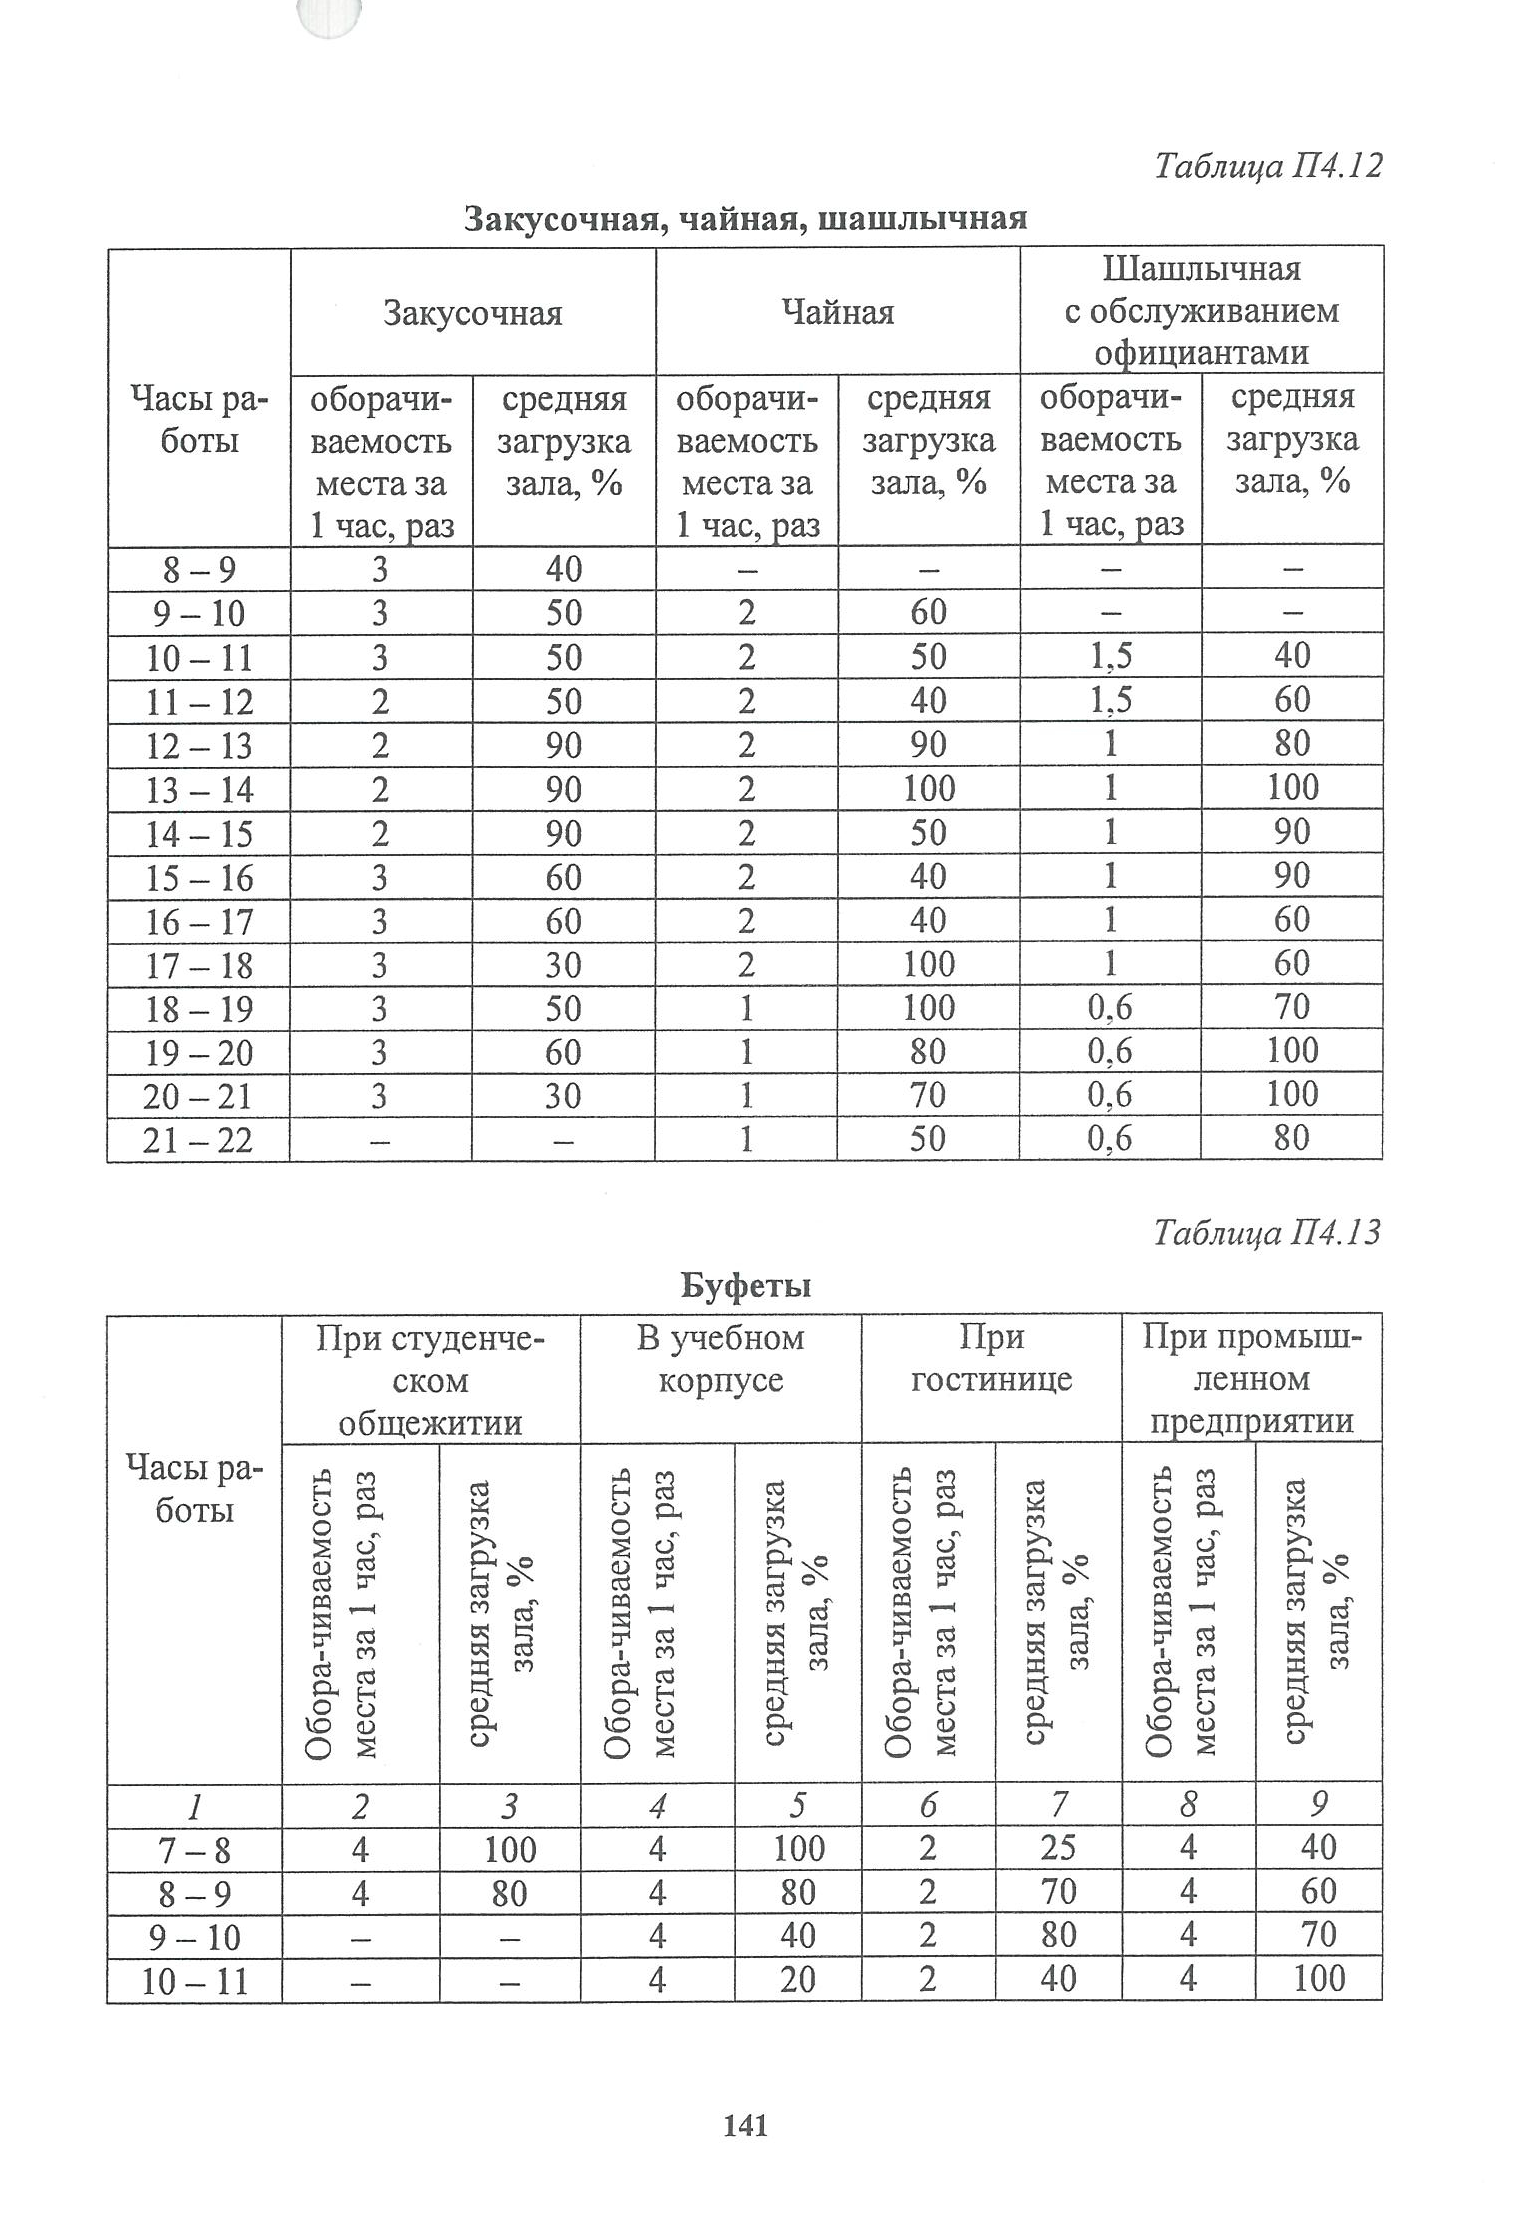 Таблица П4.12
Закусочная, чайная, шашлычная
Часы ра-
боты
Закусочная
Чайная
Шашлычная
с обслуживанием
официантами
оборачи-
ваемость
места за
1 час, раз
средняя
загрузка
зала, %
оборачи-
ваемость
места за
1 час, раз
средняя
загрузка
зала, %
оборачи-
ваемость
места за
1 час, раз
средняя
загрузка
зала, %
8 – 9 3 40 – – – –
9 – 10 3 50 2 60 – –
10 – 11 3 50 2 50 1,5 40
11 – 12 2 50 2 40 1,5 60
12 – 13 2 90 2 90 1 80
13 – 14 2 90 2 100 1 100
14 – 15 2 90 2 50 1 90
15 – 16 3 60 2 40 1 90
16 – 17 3 60 2 40 1 60
17 – 18 3 30 2 100 1 60
18 – 19 3 50 1 100 0,6 70
19 – 20 3 60 1 80 0,6 100
20 – 21 3 30 1 70 0,6 100
21 – 22 – – 1 50 0,6 80
Таблица П4.13
Буфеты
Часы ра-
боты
При студенче-
ском
общежитии
В учебном
корпусе
При
гостинице
При промыш-
ленном
предприятии
Обора-чиваемость
места за 1 час, раз
средняя загрузка
зала, %
Обора-чиваемость
места за 1 час, раз
средняя загрузка
зала, %
Обора-чиваемость
места за 1 час, раз
средняя загрузка
зала, %
Обора-чиваемость
места за 1 час, раз
средняя загрузка
зала, %
1 2 3 4 5 6 7 8 9
7 – 8 4 100 4 100 2 25 4 40
8 – 9 4 80 4 80 2 70 4 60
9 – 10 – – 4 40 2 80 4 70
10 – 11 – – 4 20 2 40 4 100
141